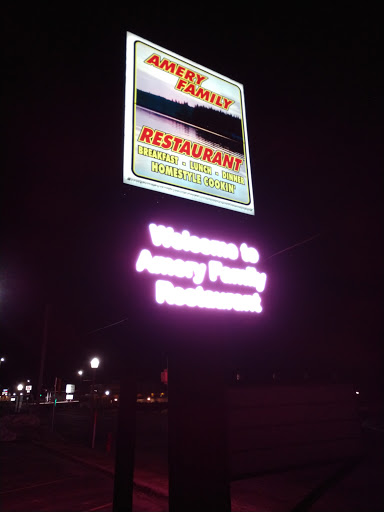 AMERY
FAMILY
RESTAURANT
BREAKFAST - LUNCH - DINNER
HOMESTYLE COOKIN'
Welcome to
Amery Family
Restaurant